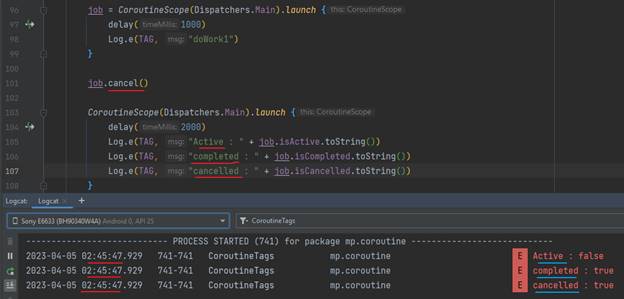 96 job = CoroutineScope(Dispatchers.Main).launch { this: CoroutineScope
97 delay( timeMillis: 1000)
98 Log.e(TAG, msg: "doWork1")
99 }
100
101 job.cancel()
102
103 CoroutineScope(Dispatchers.Main).launch { this: CoroutineScope
104 delay( timeMillis: 2000)
105 Log.e(TAG, msg: "Active : " + job.isActive.toString())
106 Log.e(TAG, msg: "completed : " + job.isCompleted.toString())
107 Log.e(TAG, msg: "cancelled : " + job.isCancelled.toString())
108 }
Logcat: Logcat × +
Sony E6633 (BH90340W4A) Android 0, API 25 CoroutineTags
---------------------------- PROCESS STARTED (741) for package mp.coroutine ----------------------------
2023-04-05 02:45:47.929 741-741 CoroutineTags mp.coroutine E Active : false
2023-04-05 02:45:47.929 741-741 CoroutineTags mp.coroutine E completed : true
2023-04-05 02:45:47.929 741-741 CoroutineTags mp.coroutine E cancelled : true